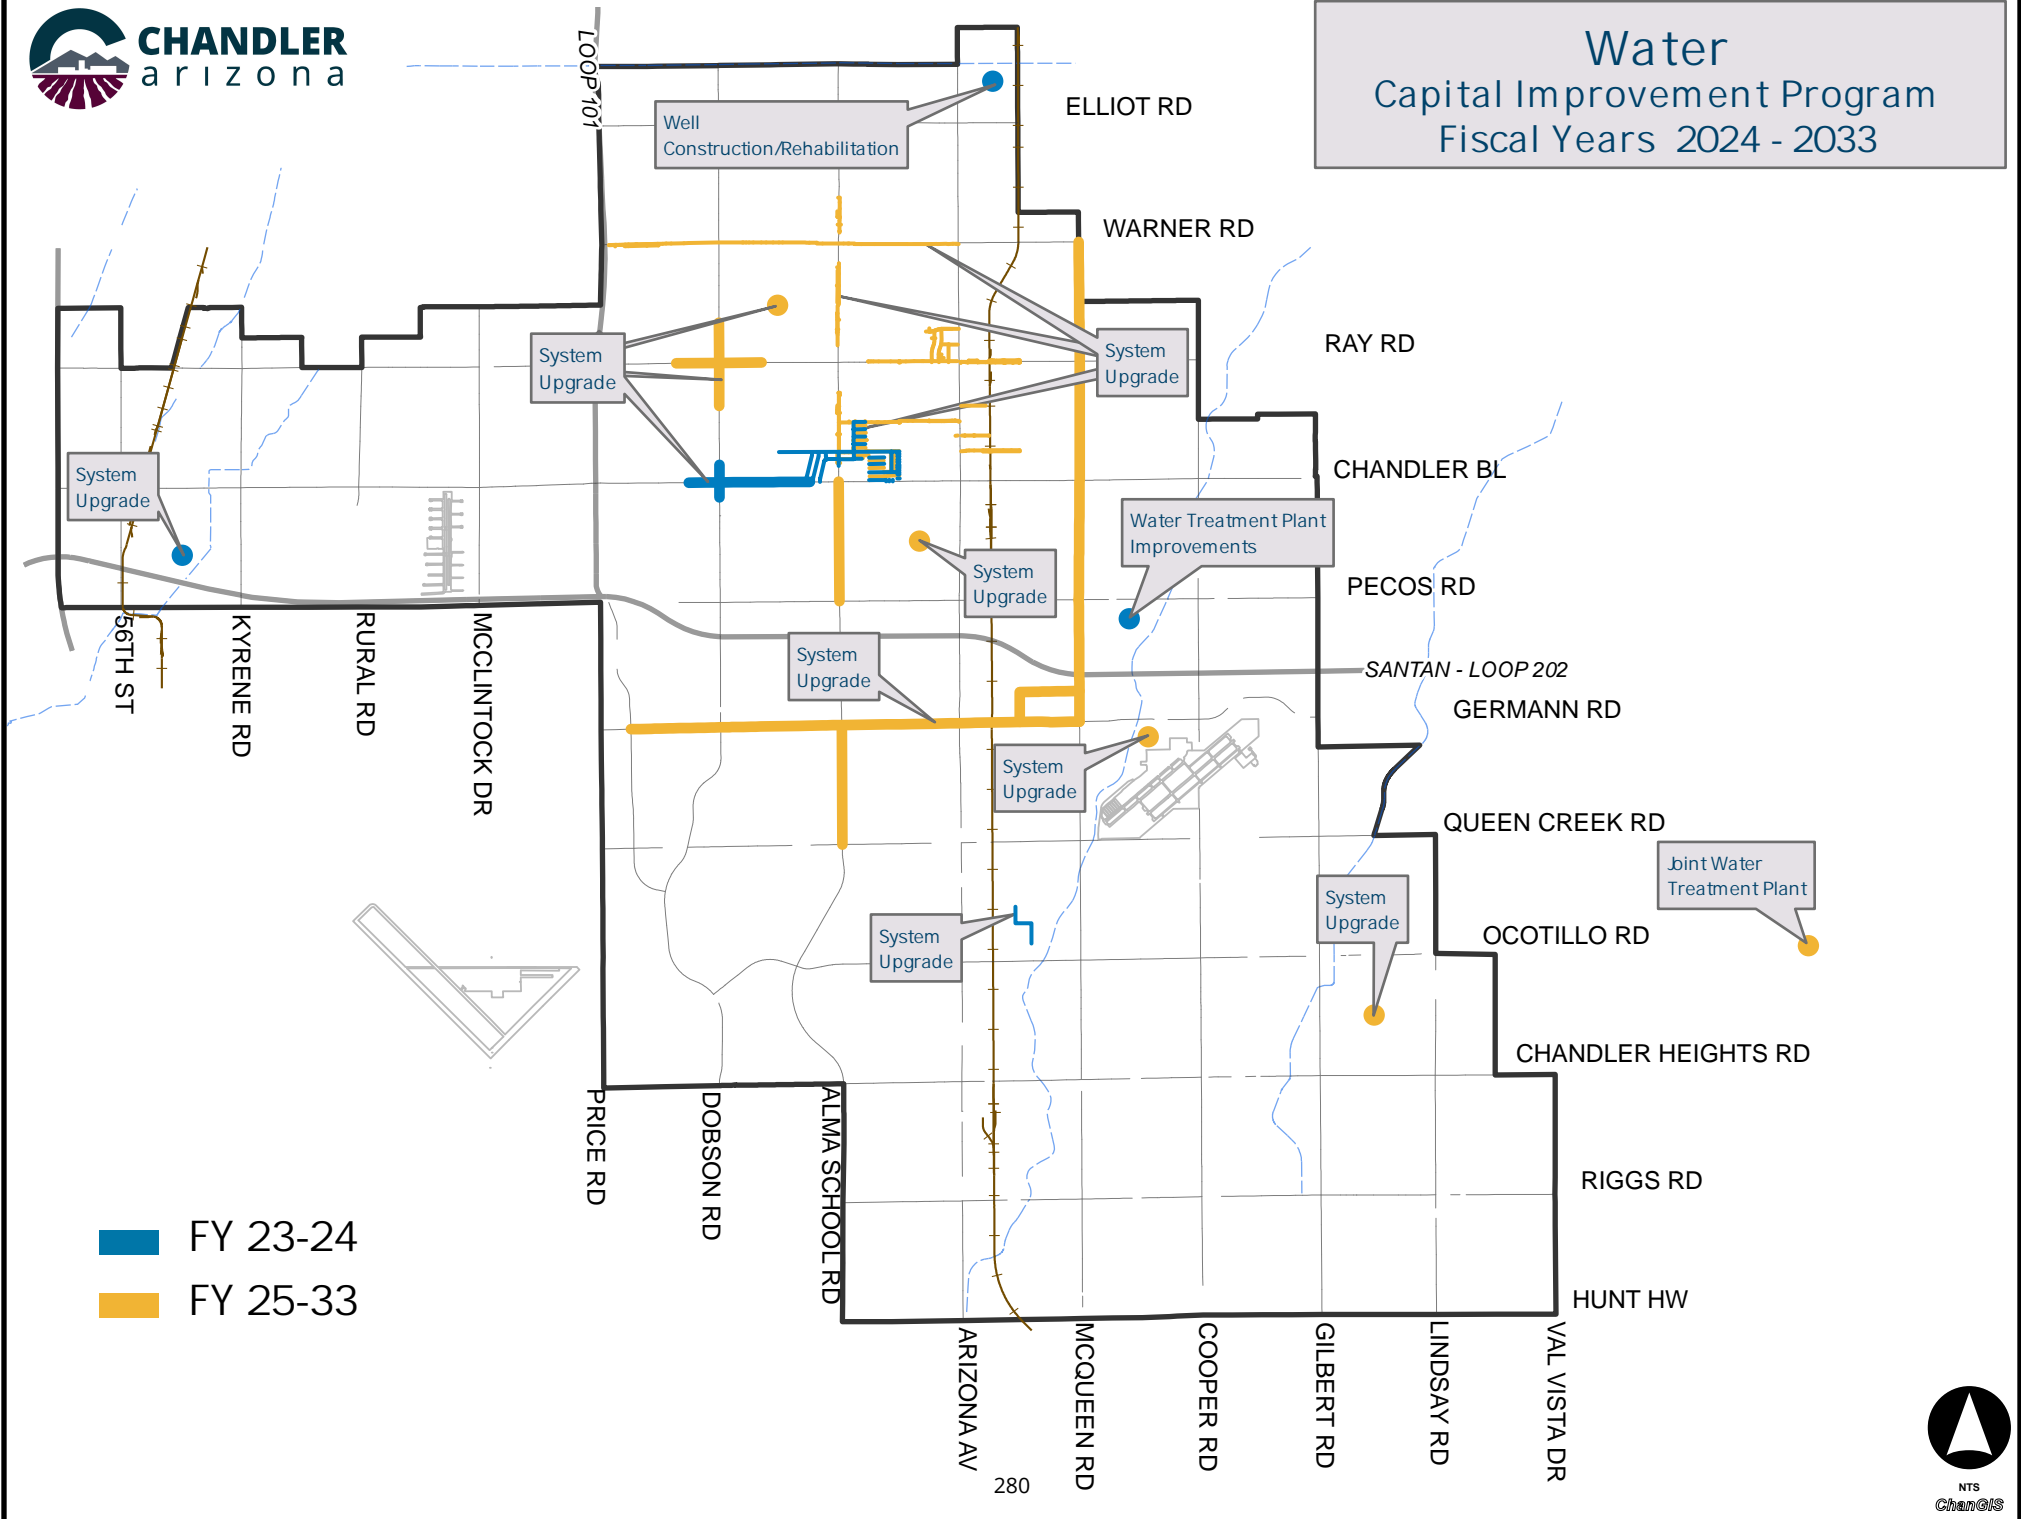 CHANDLER
arizona
Water
Capital Improvement Program
Fiscal Years 2024 - 2033
LOOP 101
ELLIOT RD
Well
Construction/Rehabilitation
WARNER RD
System
Upgrade
System
Upgrade
RAY RD
System
Upgrade
CHANDLER BL
Water Treatment Plant
Improvements
System
Upgrade
PECOS RD
56TH ST
KYRENE RD
RURAL RD
MCCLINTOCK DR
System
Upgrade
SANTAN - LOOP 202
GERMANN RD
System
Upgrade
QUEEN CREEK RD
Joint Water
Treatment Plant
System
Upgrade
System
Upgrade
OCOTILLO RD
CHANDLER HEIGHTS RD
PRICE RD
DOBSON RD
ALMA SCHOOL RD
RIGGS RD
FY 23-24
FY 25-33
HUNT HW
ARIZONA AV
MCQUEEN RD
COOPER RD
GILBERT RD
LINDSAY RD
VAL VISTA DR
280
NTS
ChanGIS